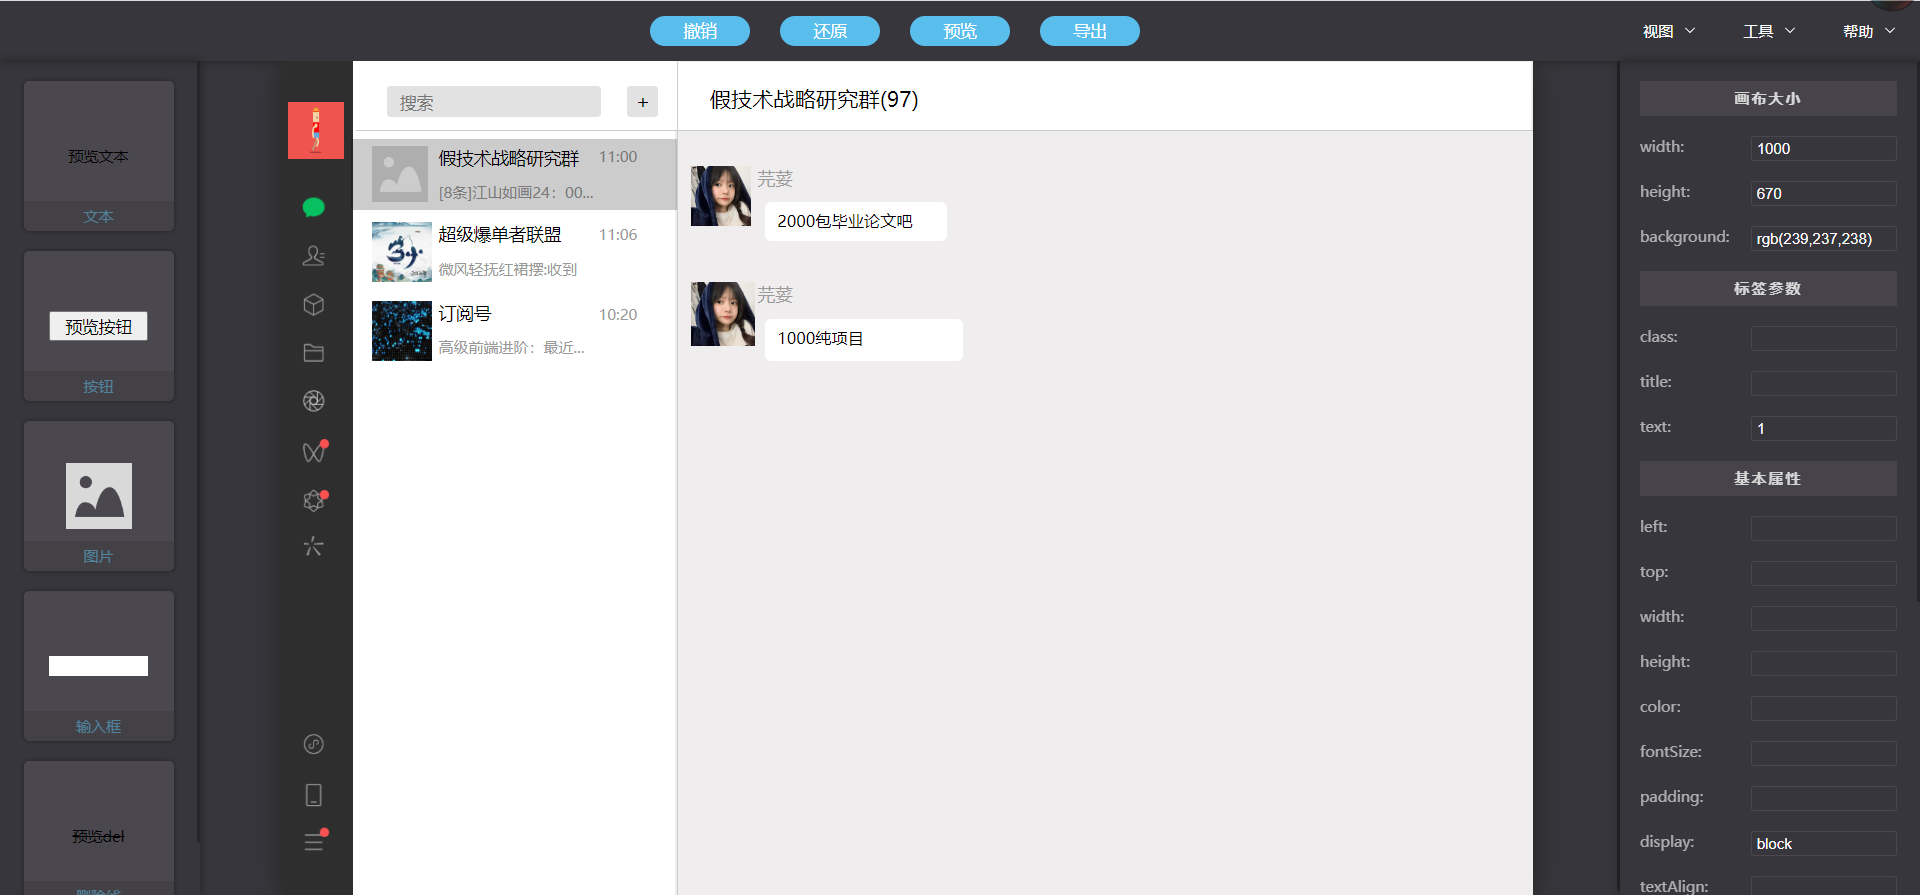 撤销
还原
预览
导出
视图
工具
帮助
预览文本
文本
预览按钮
按钮
图片
输入框
预览del
删除线
搜索
+
假技术战略研究群
11:00
[8条]江山如画24：00...
超级爆单者联盟
11:06
微风轻抚红裙摆:收到
订阅号
10:20
高级前端进阶：最近...
假技术战略研究群(97)
芫荽
2000包毕业论文吧
芫荽
1000纯项目
画布大小
width:
1000
height:
670
background:
rgb(239,237,238)
标签参数
class:
title:
text:
1
基本属性
left:
top:
width:
height:
color:
fontSize:
padding:
display:
block
textAlign: